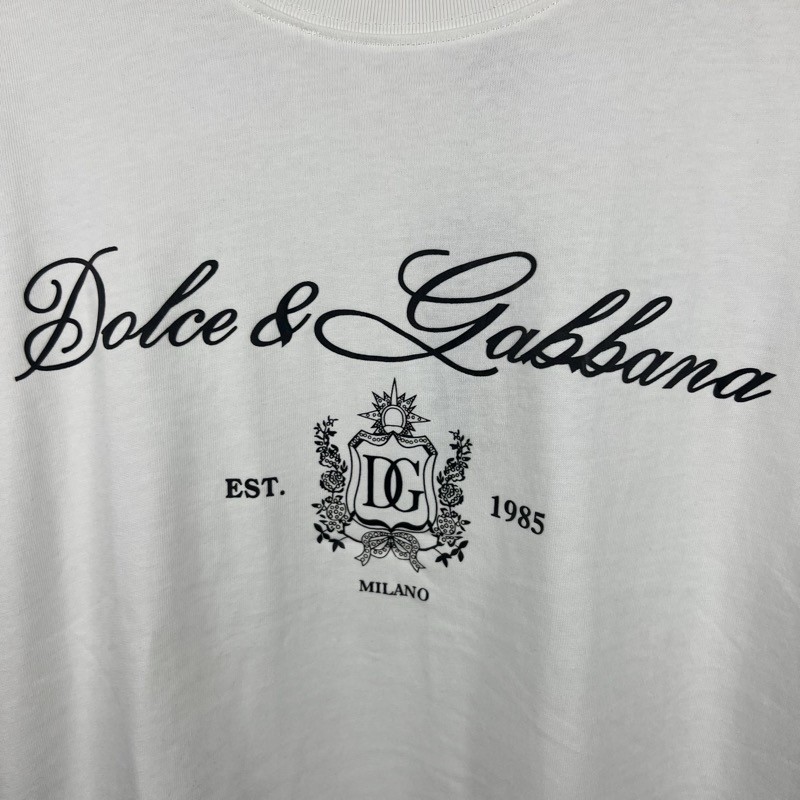 Dolce & Gabbana
DG
EST. 1985
MILANO